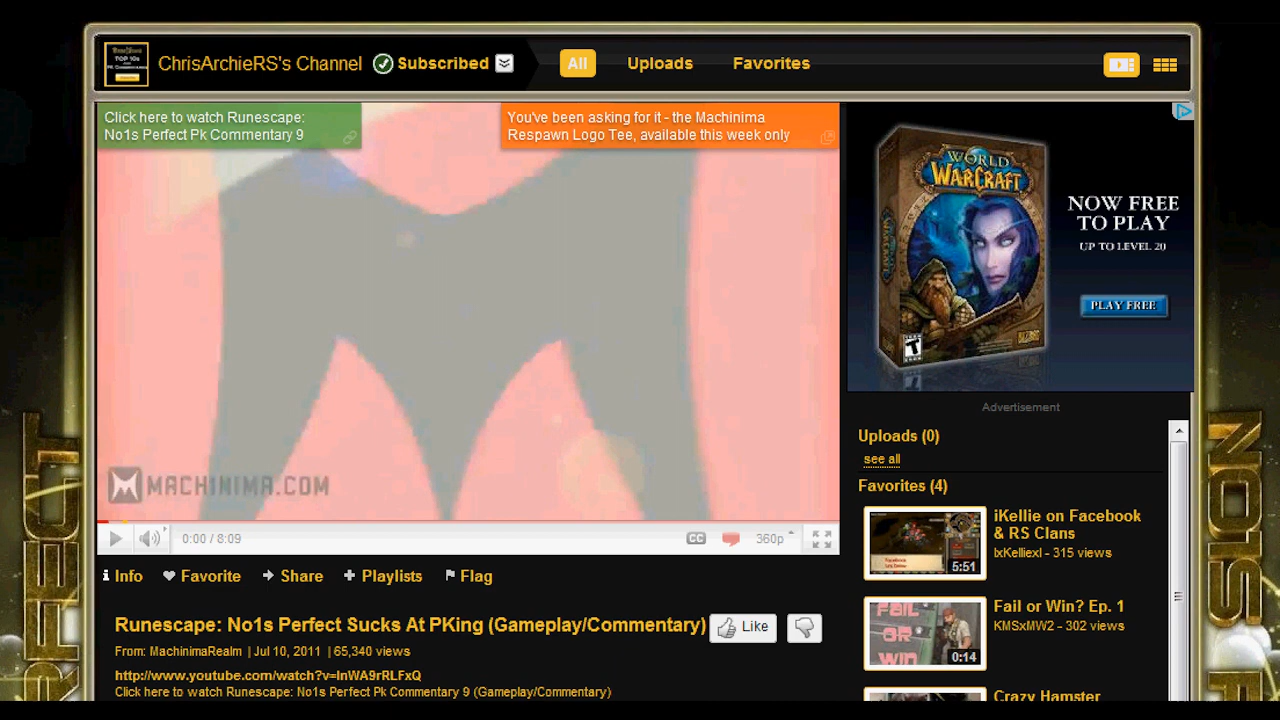 ChrisArchieRS's Channel
Subscribed
All
Uploads
Favorites
Click here to watch Runescape:
No1s Perfect Pk Commentary 9
You've been asking for it - the Machinima
Respawn Logo Tee, available this week only
MACHINIMA.COM
0:00 / 8:09
CC
360p
Info
Favorite
Share
Playlists
Flag
Runescape: No1s Perfect Sucks At PKing (Gameplay/Commentary)
Like
From: MachinimaRealm | Jul 10, 2011 | 65,340 views
http://www.youtube.com/watch?v=InWA9rRLFxQ
Click here to watch Runescape: No1s Perfect Pk Commentary 9 (Gameplay/Commentary)
WORLD
WARCRAFT
NOW FREE
TO PLAY
UP TO LEVEL 20
PLAY FREE
BLIZZARD
T
Advertisement
Uploads (0)
see all
Favorites (4)
5:51
iKellie on Facebook
& RS Clans
lxKelliexl - 315 views
FAIL
OR
WIN
0:14
Fail or Win? Ep. 1
KMSxMW2 - 302 views
Crazy Hamster